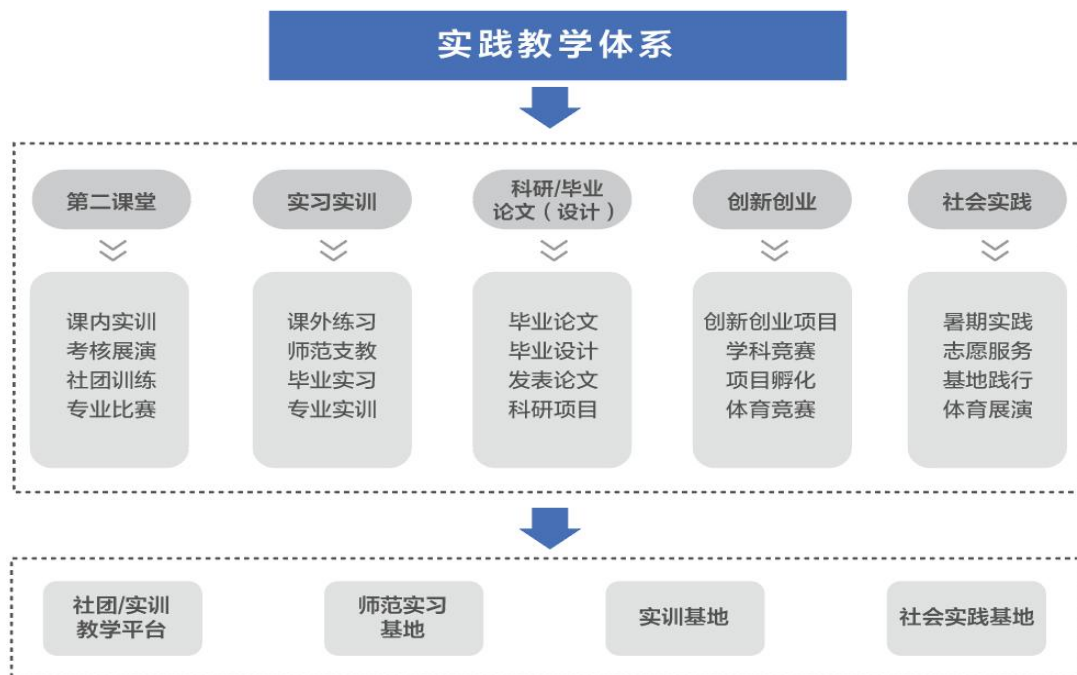 实践教学体系
第二课堂
实习实训
科研/毕业
论文（设计）
创新创业
社会实践
课内实训
考核展演
社团训练
专业比赛
课外练习
师范支教
毕业实习
专业实训
毕业论文
毕业设计
发表论文
科研项目
创新创业项目
学科竞赛
项目孵化
体育竞赛
暑期实践
志愿服务
基地践行
体育展演
社团/实训
教学平台
师范实习
基地
实训基地
社会实践基地